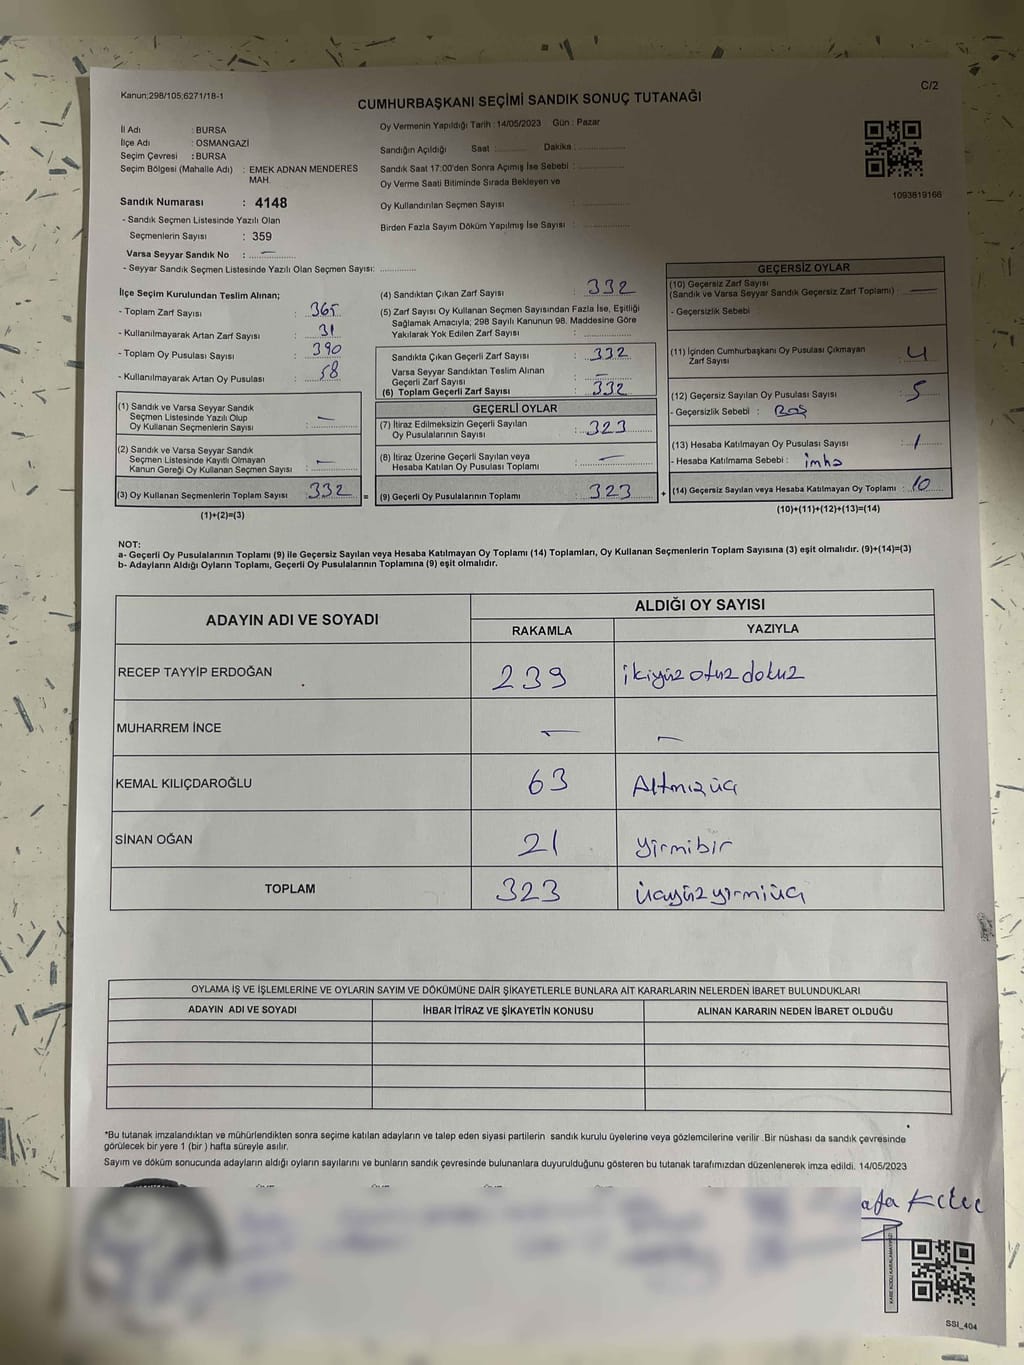 Kanun;298/105;6271/18-1
C/2
CUMHURBAŞKANI SEÇİMİ SANDIK SONUÇ TUTANAĞI
İl Adı : BURSA
İlçe Adı : OSMANGAZİ
Seçim Çevresi : BURSA
Seçim Bölgesi (Mahalle Adı) : EMEK ADNAN MENDERES
MAH.
Sandık Numarası : 4148
- Sandık Seçmen Listesinde Yazılı Olan
Seçmenlerin Sayısı : 359
Varsa Seyyar Sandık No : —
- Seyyar Sandık Seçmen Listesinde Yazılı Olan Seçmen Sayısı:
Oy Vermenin Yapıldığı Tarih : 14/05/2023 Gün : Pazar
Sandığın Açıldığı Saat : Dakika :
Sandık Saat 17:00'den Sonra Açımış İse Sebebi :
Oy Verme Saati Bitiminde Sırada Bekleyen ve
Oy Kullandırılan Seçmen Sayısı :
Birden Fazla Sayım Döküm Yapılmış İse Sayısı :
1093819166
İlçe Seçim Kurulundan Teslim Alınan;
- Toplam Zarf Sayısı : 365
- Kullanılmayarak Artan Zarf Sayısı : 31
- Toplam Oy Pusulası Sayısı : 390
- Kullanılmayarak Artan Oy Pusulası : 58
(1) Sandık ve Varsa Seyyar Sandık
Seçmen Listesinde Yazılı Olup
Oy Kullanan Seçmenlerin Sayısı : —
(2) Sandık ve Varsa Seyyar Sandık
Seçmen Listesinde Kayıtlı Olmayan
Kanun Gereği Oy Kullanan Seçmen Sayısı : —
(3) Oy Kullanan Seçmenlerin Toplam Sayısı : 332 =
(1)+(2)=(3)
(4) Sandıktan Çıkan Zarf Sayısı : 332
(5) Zarf Sayısı Oy Kullanan Seçmen Sayısından Fazla İse, Eşitliği
Sağlamak Amacıyla; 298 Sayılı Kanunun 98. Maddesine Göre
Yakılarak Yok Edilen Zarf Sayısı :
Sandıkta Çıkan Geçerli Zarf Sayısı : 332
Varsa Seyyar Sandıktan Teslim Alınan
Geçerli Zarf Sayısı : —
(6) Toplam Geçerli Zarf Sayısı : 332
GEÇERLİ OYLAR
(7) İtiraz Edilmeksizin Geçerli Sayılan
Oy Pusulalarının Sayısı : 323
(8) İtiraz Üzerine Geçerli Sayılan veya
Hesaba Katılan Oy Pusulası Toplamı : —
(9) Geçerli Oy Pusulalarının Toplamı : 323 +
GEÇERSİZ OYLAR
(10) Geçersiz Zarf Sayısı
(Sandık ve Varsa Seyyar Sandık Geçersiz Zarf Toplamı) : —
- Geçersizlik Sebebi :
(11) İçinden Cumhurbaşkanı Oy Pusulası Çıkmayan
Zarf Sayısı : 4
(12) Geçersiz Sayılan Oy Pusulası Sayısı : 5
- Geçersizlik Sebebi : Boş
(13) Hesaba Katılmayan Oy Pusulası Sayısı : 1
- Hesaba Katılmama Sebebi : imha
(14) Geçersiz Sayılan veya Hesaba Katılmayan Oy Toplamı : 10
(10)+(11)+(12)+(13)=(14)
NOT:
a- Geçerli Oy Pusulalarının Toplamı (9) ile Geçersiz Sayılan veya Hesaba Katılmayan Oy Toplamı (14) Toplamları, Oy Kullanan Seçmenlerin Toplam Sayısına (3) eşit olmalıdır. (9)+(14)=(3)
b- Adayların Aldığı Oyların Toplamı, Geçerli Oy Pusulalarının Toplamına (9) eşit olmalıdır.
ADAYIN ADI VE SOYADI
ALDIĞI OY SAYISI
RAKAMLA YAZIYLA
RECEP TAYYİP ERDOĞAN 239 ikiyüz otuz dokuz
MUHARREM İNCE — —
KEMAL KILIÇDAROĞLU 63 Altmızüç
SİNAN OĞAN 21 yirmibir
TOPLAM 323 üçyüz yirmiüç
OYLAMA İŞ VE İŞLEMLERİNE VE OYLARIN SAYIM VE DÖKÜMÜNE DAİR ŞİKAYETLERLE BUNLARA AİT KARARLARIN NELERDEN İBARET BULUNDUKLARI
ADAYIN ADI VE SOYADI İHBAR İTİRAZ VE ŞİKAYETİN KONUSU ALINAN KARARIN NEDEN İBARET OLDUĞU
*Bu tutanak imzalandıktan ve mühürlendikten sonra seçime katılan adayların ve talep eden siyasi partilerin sandık kurulu üyelerine veya gözlemcilerine verilir .Bir nüshası da sandık çevresinde
görülecek bir yere 1 (bir ) hafta süreyle asılır.
Sayım ve döküm sonucunda adayların aldığı oyların sayılarını ve bunların sandık çevresinde bulunanlara duyurulduğunu gösteren bu tutanak tarafımızdan düzenlenerek imza edildi. 14/05/2023
KARE KODU KARALAMAYINIZ!
SSI_404